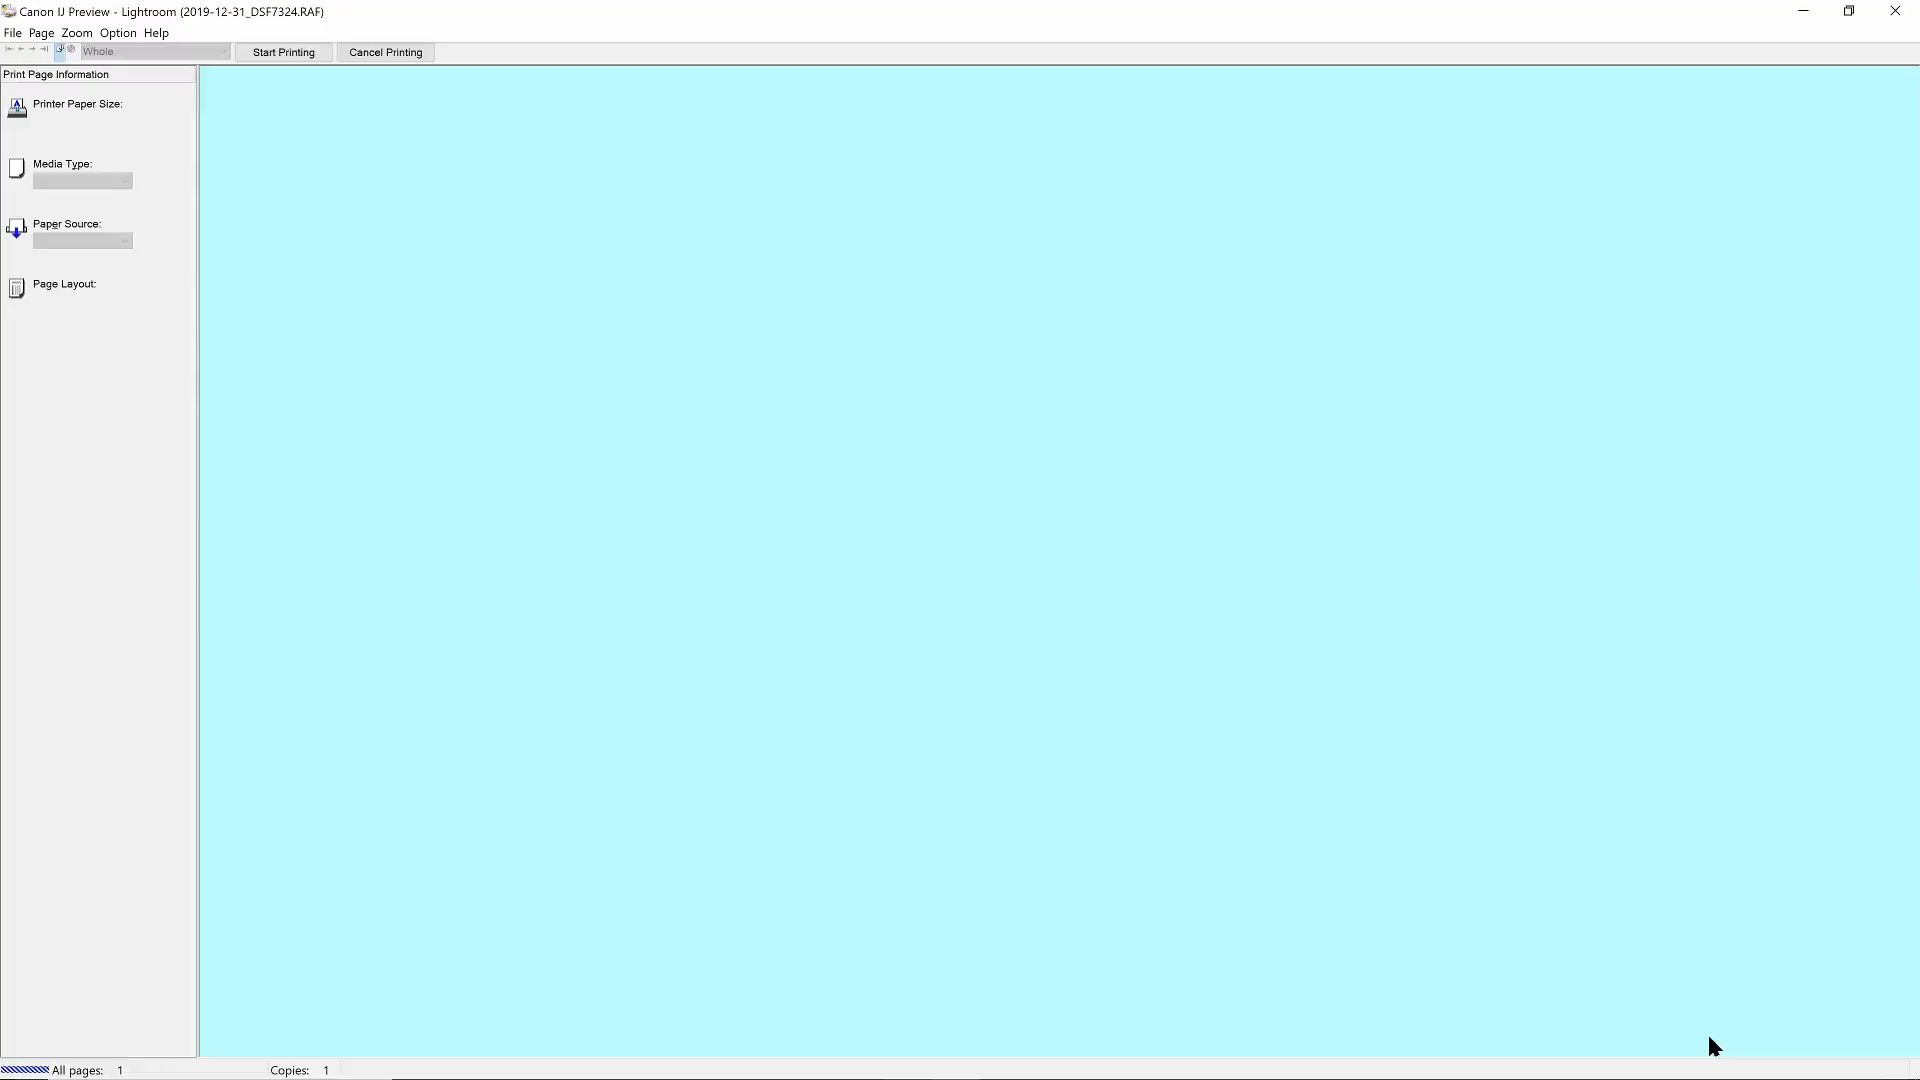 Canon IJ Preview - Lightroom (2019-12-31_DSF7324.RAF)
File Page Zoom Option Help
Whole Start Printing Cancel Printing
Print Page Information
Printer Paper Size:
Media Type:
Paper Source:
Page Layout:
All pages: 1 Copies: 1